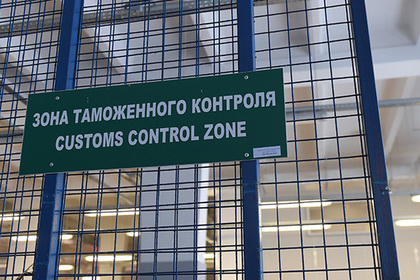 ЗОНА ТАМОЖЕННОГО КОНТРОЛЯ
CUSTOMS CONTROL ZONE